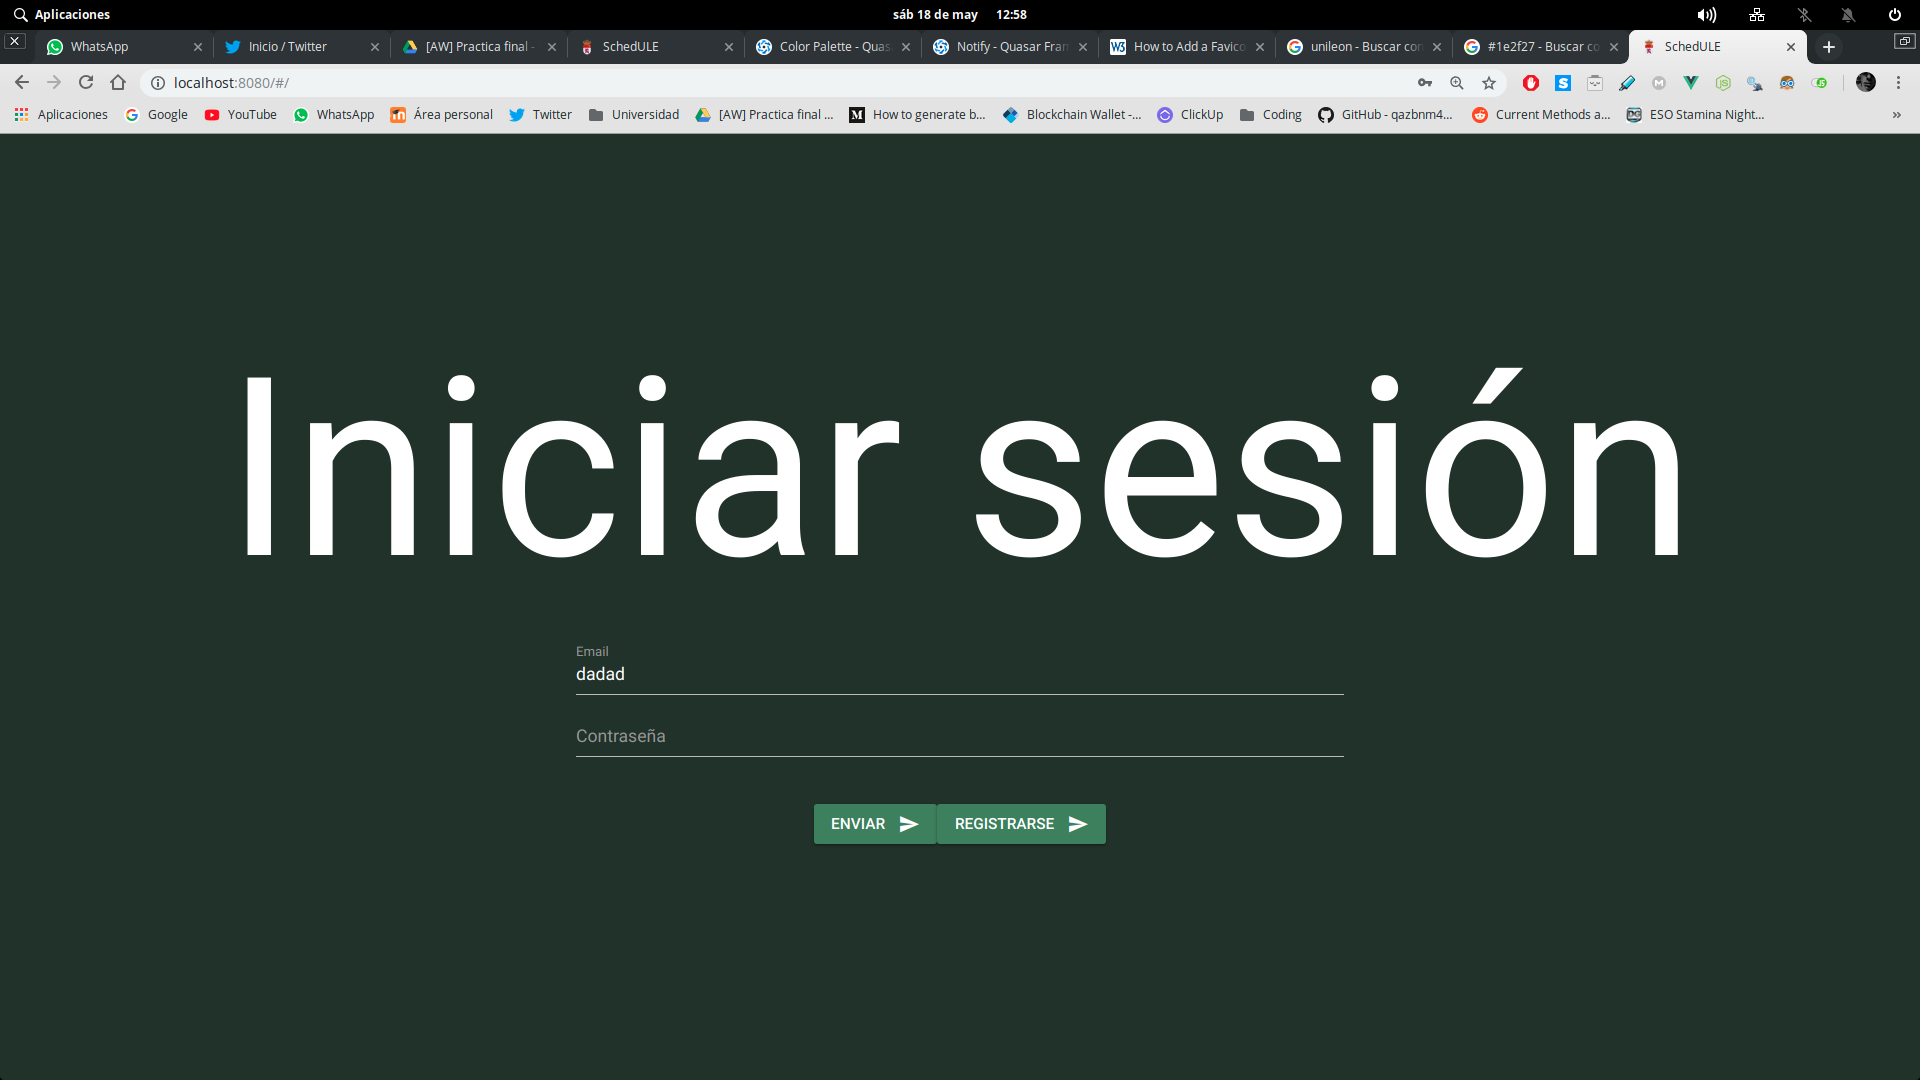 Aplicaciones
sáb 18 de may 12:58
WhatsApp
Inicio / Twitter
[AW] Practica final -
SchedULE
Color Palette - Quas
Notify - Quasar Fran
How to Add a Favico
unileon - Buscar con
#1e2f27 - Buscar co
SchedULE
localhost:8080/#/
Aplicaciones
Google
YouTube
WhatsApp
Área personal
Twitter
Universidad
[AW] Practica final ...
How to generate b...
Blockchain Wallet -...
ClickUp
Coding
GitHub - qazbnm4...
Current Methods a...
ESO Stamina Night...
»
Iniciar sesión
Email
dadad
Contraseña
ENVIAR
REGISTRARSE